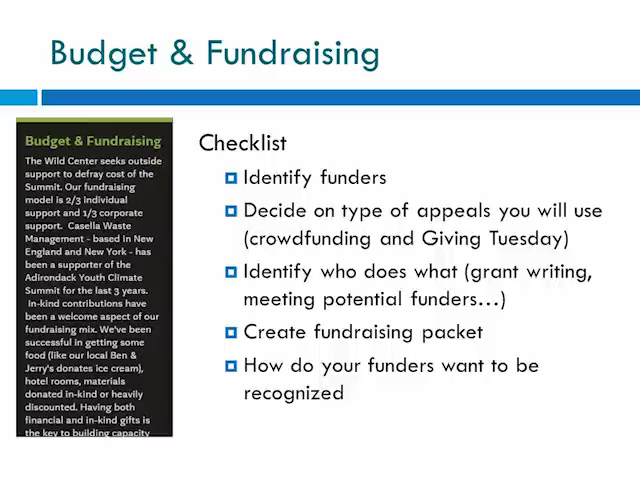 Budget & Fundraising
Budget & Fundraising
The Wild Center seeks outside
support to defray cost of the
Summit. Our fundraising
model is 2/3 individual
support and 1/3 corporate
support. Casella Waste
Management - based in New
England and New York - has
been a supporter of the
Adirondack Youth Climate
Summit for the last 3 years.
In-kind contributions have
been a welcome aspect of our
fundraising mix. We've been
successful in getting some
food (like our local Ben &
Jerry's donates ice cream),
hotel rooms, materials
donated in-kind or heavily
discounted. Having both
financial and in-kind gifts is
the key to building capacity
Checklist
Identify funders
Decide on type of appeals you will use
(crowdfunding and Giving Tuesday)
Identify who does what (grant writing,
meeting potential funders…)
Create fundraising packet
How do your funders want to be
recognized